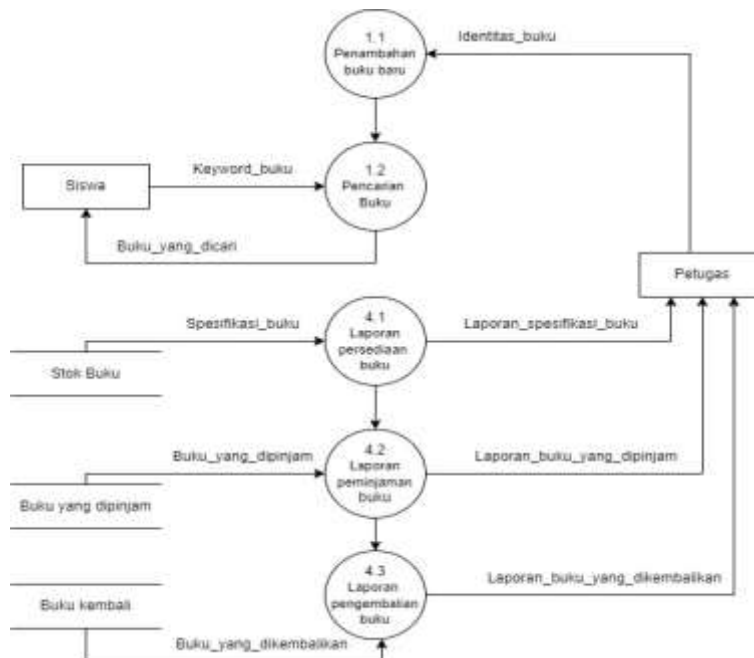 1.1
Penambahan
buku baru
Identitas_buku
Siswa
Keyword_buku
1.2
Pencarian
Buku
Buku_yang_dicari
Petugas
Spesifikasi_buku
4.1
Laporan
persediaan
buku
Laporan_spesifikasi_buku
Stok Buku
Buku_yang_dipinjam
4.2
Laporan
peminjaman
buku
Laporan_buku_yang_dipinjam
Buku yang dipinjam
4.3
Laporan
pengembalian
buku
Laporan_buku_yang_dikembalikan
Buku kembali
Buku_yang_dikembalikan